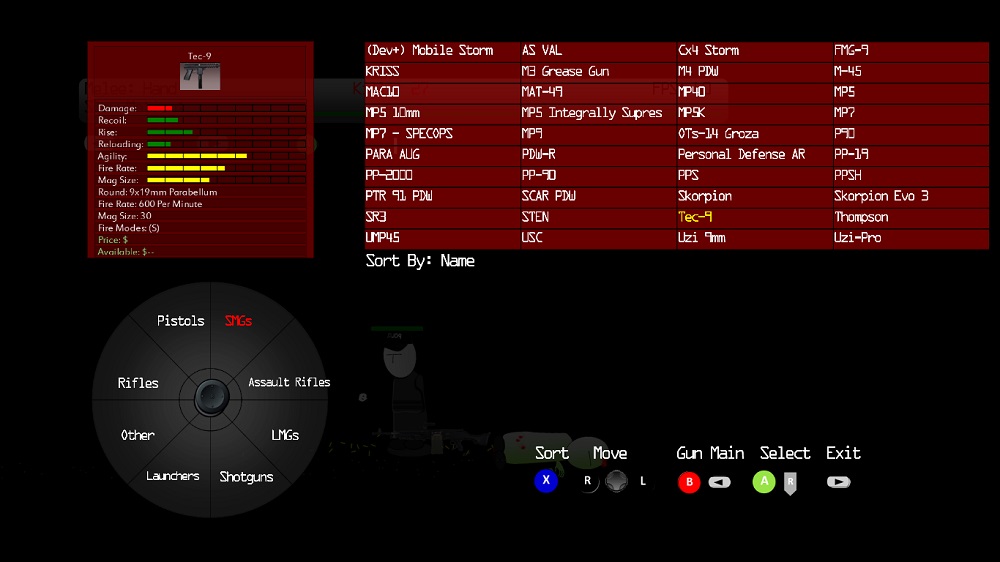 Tec-9
Damage:
Recoil:
Rise:
Reloading:
Agility:
Fire Rate:
Mag Size:
Round: 9x19mm Parabellum
Fire Rate: 600 Per Minute
Mag Size: 30
Fire Modes: (S)
Price: $
Available: $--
(Dev+) Mobile Storm AS VAL Cx4 Storm FMG-9
KRISS M3 Grease Gun M4 PDW M-45
MAC10 MAT-49 MP40 MP5
MP5 10mm MP5 Integrally Supres MP5K MP7
MP7 - SPECOPS MP9 OTs-14 Groza P90
PARA AUG PDW-R Personal Defense AR PP-19
PP-2000 PP-90 PPS PPSH
PTR 91 PDW SCAR PDW Skorpion Skorpion Evo 3
SR3 STEN Tec-9 Thompson
UMP45 USC Uzi 9mm Uzi-Pro
Sort By: Name
Pistols SMGs
Rifles Assault Rifles
Other LMGs
Launchers Shotguns
Sort Move Gun Main Select Exit
X R L B A R